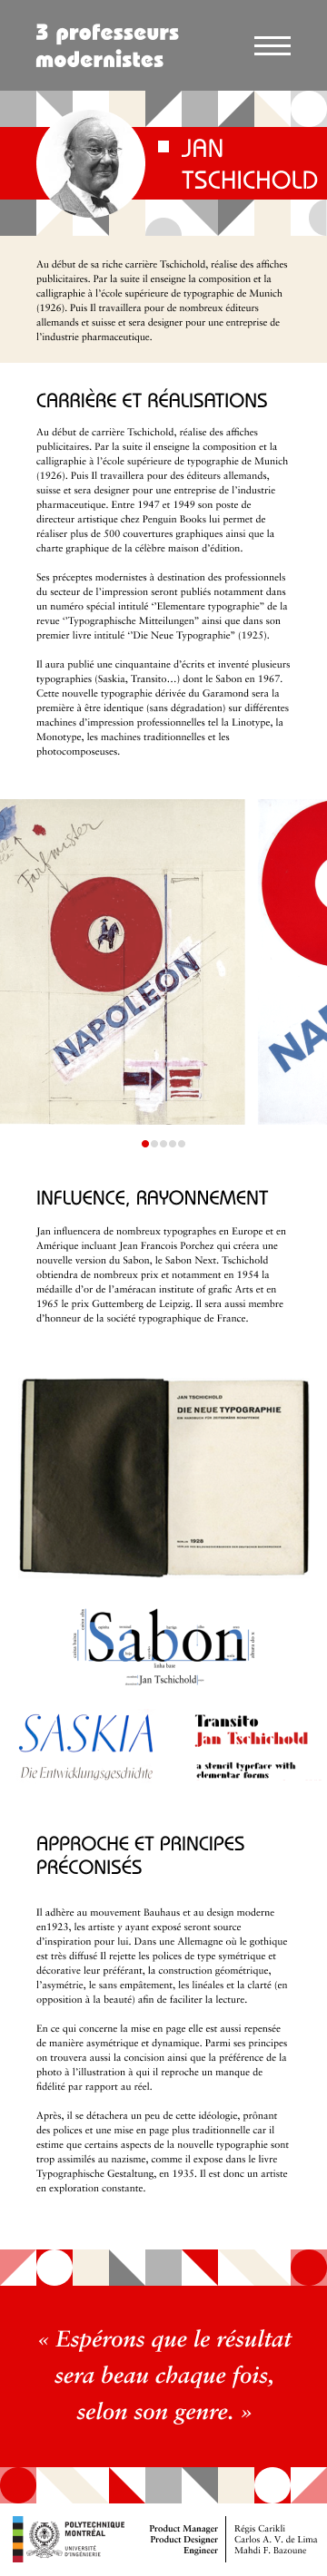 3 professeurs
modernistes
JAN
TSCHICHOLD
Au début de sa riche carrière Tschichold, réalise des affiches
publicitaires. Par la suite il enseigne la composition et la
calligraphie à l'école supérieure de typographie de Munich
(1926). Puis Il travaillera pour de nombreux éditeurs
allemands et suisse et sera designer pour une entreprise de
l'industrie pharmaceutique.
CARRIÈRE ET RÉALISATIONS
Au début de carrière Tschichold, réalise des affiches
publicitaires. Par la suite il enseigne la composition et la
calligraphie à l'école supérieure de typographie de Munich
(1926). Puis Il travaillera pour des éditeurs allemands,
suisse et sera designer pour une entreprise de l'industrie
pharmaceutique. Entre 1947 et 1949 son poste de
directeur artistique chez Penguin Books lui permet de
réaliser plus de 500 couvertures graphiques ainsi que la
charte graphique de la célèbre maison d'édition.
Ses préceptes modernistes à destination des professionnels
du secteur de l'impression seront publiés notamment dans
un numéro spécial intitulé ‘'Elementare typographie” de la
revue ‘'Typographische Mitteilungen” ainsi que dans son
premier livre intitulé ‘'Die Neue Typographie” (1925).
Il aura publié une cinquantaine d'écrits et inventé plusieurs
typographies (Saskia, Transito…) dont le Sabon en 1967.
Cette nouvelle typographie dérivée du Garamond sera la
première à être identique (sans dégradation) sur différentes
machines d'impression professionnelles tel la Linotype, la
Monotype, les machines traditionnelles et les
photocomposeuses.
NAPOLEON
NA
INFLUENCE, RAYONNEMENT
Jan influencera de nombreux typographes en Europe et en
Amérique incluant Jean Francois Porchez qui créera une
nouvelle version du Sabon, le Sabon Next. Tschichold
obtiendra de nombreux prix et notamment en 1954 la
médaille d'or de l'améracan institute of grafic Arts et en
1965 le prix Guttemberg de Leipzig. Il sera aussi membre
d'honneur de la société typographique de France.
JAN TSCHICHOLD
DIE NEUE TYPOGRAPHIE
EIN HANDBUCH FÜR ZEITGEMÄSS SCHAFFENDE
BERLIN 1928
Sabon
linha base
Jan Tschichold
SASKIA
Die Entwicklungsgeschichte
Transito
Jan Tschichold
a stencil typeface with
elementar forms
APPROCHE ET PRINCIPES
PRÉCONISÉS
Il adhère au mouvement Bauhaus et au design moderne
en1923, les artiste y ayant exposé seront source
d'inspiration pour lui. Dans une Allemagne où le gothique
est très diffusé Il rejette les polices de type symétrique et
décorative leur préférant, la construction géométrique,
l'asymétrie, le sans empâtement, les linéales et la clarté (en
opposition à la beauté) afin de faciliter la lecture.
En ce qui concerne la mise en page elle est aussi repensée
de manière asymétrique et dynamique. Parmi ses principes
on trouvera aussi la concision ainsi que la préférence de la
photo à l'illustration à qui il reproche un manque de
fidélité par rapport au réel.
Après, il se détachera un peu de cette idéologie, prônant
des polices et une mise en page plus traditionnelle car il
estime que certains aspects de la nouvelle typographie sont
trop assimilés au nazisme, comme il expose dans le livre
Typographische Gestaltung, en 1935. Il est donc un artiste
en exploration constante.
« Espérons que le résultat
sera beau chaque fois,
selon son genre. »
POLYTECHNIQUE
MONTRÉAL
UNIVERSITÉ
D'INGÉNIERIE
Product Manager Régis Carikli
Product Designer Carlos A. V. de Lima
Engineer Mahdi F. Bazoune